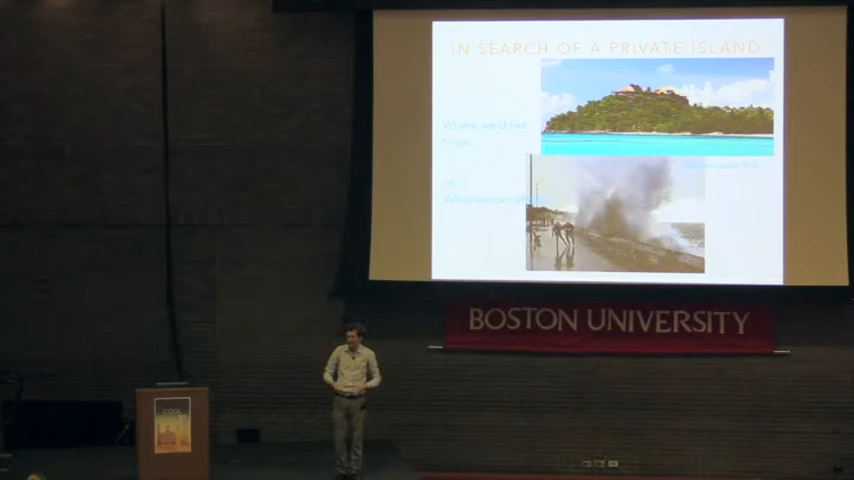 IN SEARCH OF A PRIVATE ISLAND
Where we'd like
to go
What we can afford
BOSTON UNIVERSITY